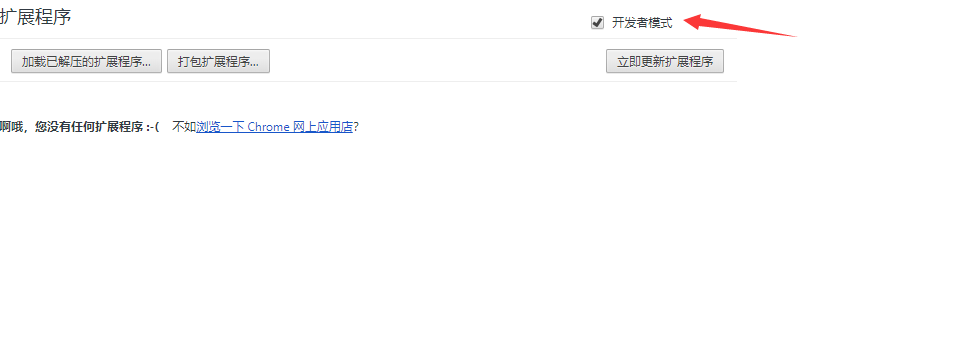 扩展程序
开发者模式
加载已解压的扩展程序... 打包扩展程序... 立即更新扩展程序
啊哦，您没有任何扩展程序 :-( 不如浏览一下 Chrome 网上应用店?